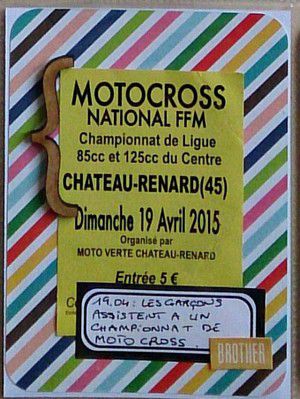 MOTOCROSS
NATIONAL FFM
Championnat de Ligue
85cc et 125cc du Centre
CHATEAU-RENARD(45)
Dimanche 19 Avril 2015
Organisé par
MOTO VERTE CHATEAU-RENARD
Entrée 5 €
19.04: LES GARÇONS
ASSISTENT A UN
CHAMPIONNAT DE
MOTO CROSS.
BROTHER